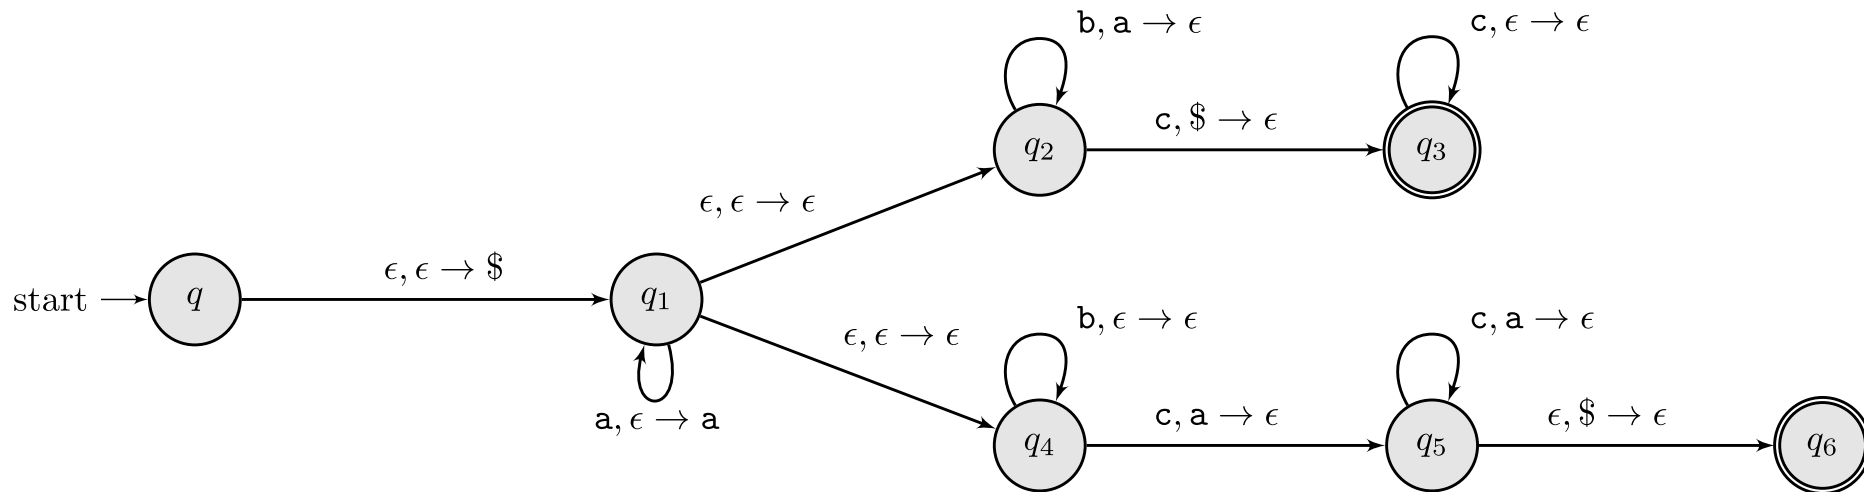 b, a → ϵ
c, ϵ → ϵ
c, $ → ϵ
q₂
q₃
ϵ, ϵ → ϵ
ϵ, ϵ → $
start
q
q₁
a, ϵ → a
ϵ, ϵ → ϵ
b, ϵ → ϵ
c, a → ϵ
c, a → ϵ
ϵ, $ → ϵ
q₄
q₅
q₆